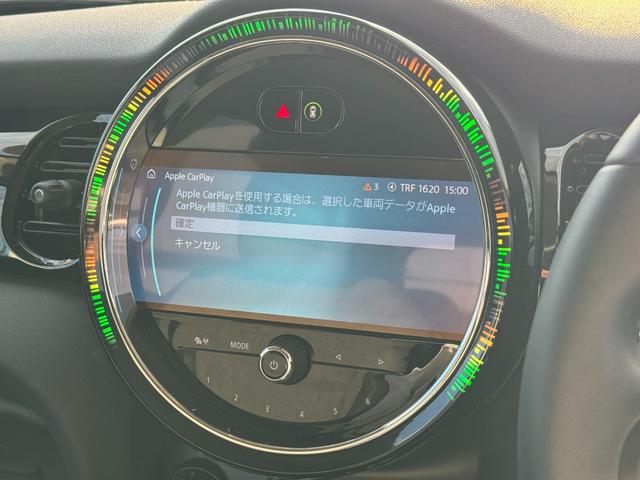 Apple CarPlay
3 TRF 1620 15:00
Apple CarPlayを使用する場合は、選択した車両データがApple
CarPlay機器に送信されます。
確定
キャンセル
MODE
1 2 3 4 5 6